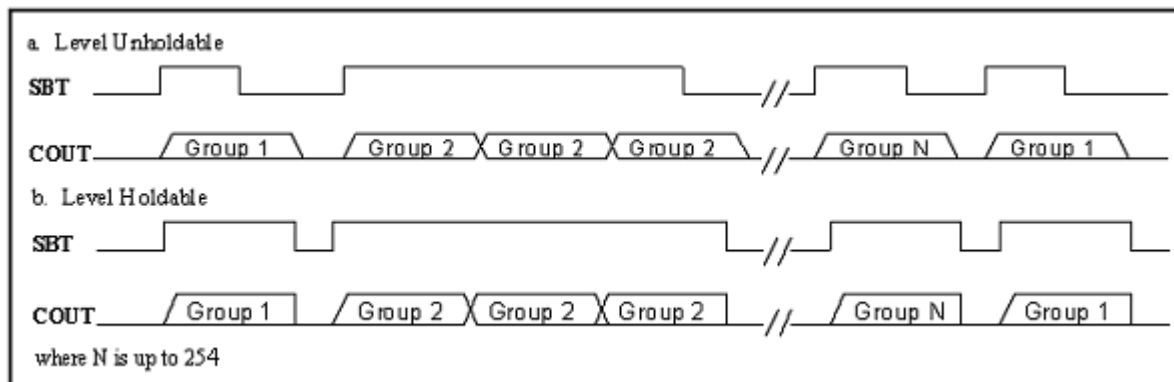 a. Level Unholdable
SBT
COUT Group 1 Group 2 Group 2 Group 2 Group N Group 1
b. Level Holdable
SBT
COUT Group 1 Group 2 Group 2 Group 2 Group N Group 1
where N is up to 254